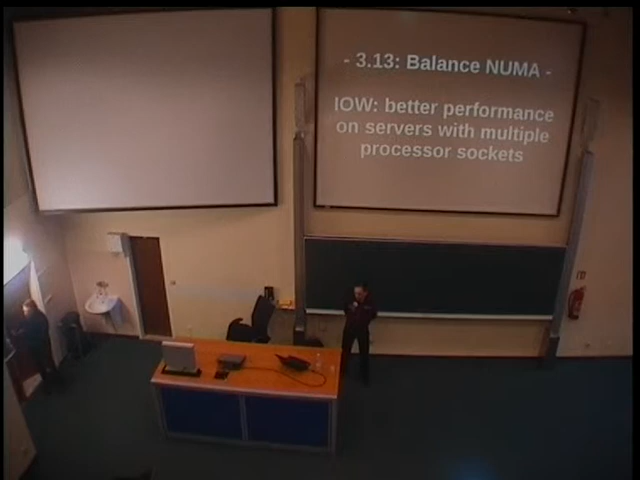 - 3.13: Balance NUMA -
IOW: better performance
on servers with multiple
processor sockets